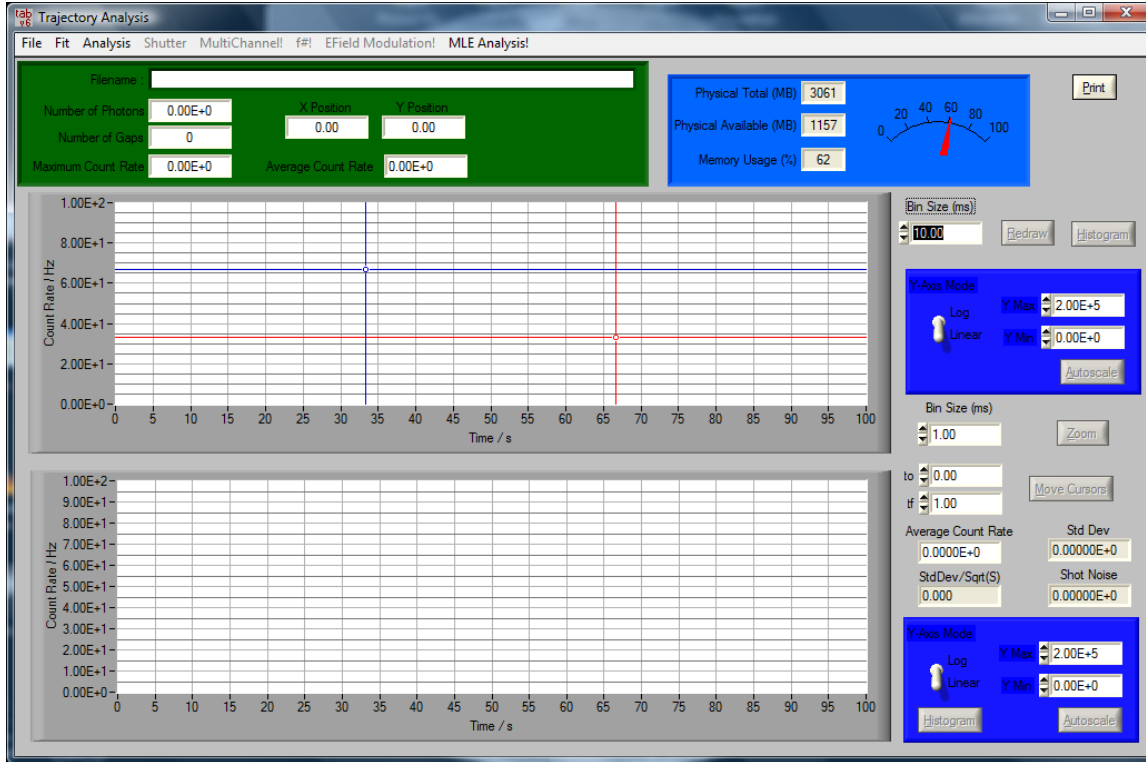 tab v6 Trajectory Analysis
File Fit Analysis Shutter MultiChannel! f#! EField Modulation! MLE Analysis!
Filename :
Number of Photons 0.00E+0
Number of Gaps 0
Maximum Count Rate 0.00E+0
X Position Y Position
0.00 0.00
Average Count Rate 0.00E+0
Physical Total (MB) 3061
Physical Available (MB) 1157
Memory Usage (%) 62
0 20 40 60 80 100
Print
1.00E+2
8.00E+1
6.00E+1
4.00E+1
2.00E+1
0.00E+0
Count Rate / Hz
0 5 10 15 20 25 30 35 40 45 50 55 60 65 70 75 80 85 90 95 100
Time / s
Bin Size (ms)
10.00 Redraw Histogram
Y-Axis Mode
Log
Linear
Y Max 2.00E+5
Y Min 0.00E+0
Autoscale
Bin Size (ms)
1.00 Zoom
to 0.00
tf 1.00
Move Cursors
Average Count Rate Std Dev
0.0000E+0 0.00000E+0
StdDev/Sqrt(S) Shot Noise
0.000 0.00000E+0
1.00E+2
9.00E+1
8.00E+1
7.00E+1
6.00E+1
5.00E+1
4.00E+1
3.00E+1
2.00E+1
1.00E+1
0.00E+0
Count Rate / Hz
0 5 10 15 20 25 30 35 40 45 50 55 60 65 70 75 80 85 90 95 100
Time / s
Y-Axis Mode
Log
Linear
Y Max 2.00E+5
Y Min 0.00E+0
Histogram Autoscale